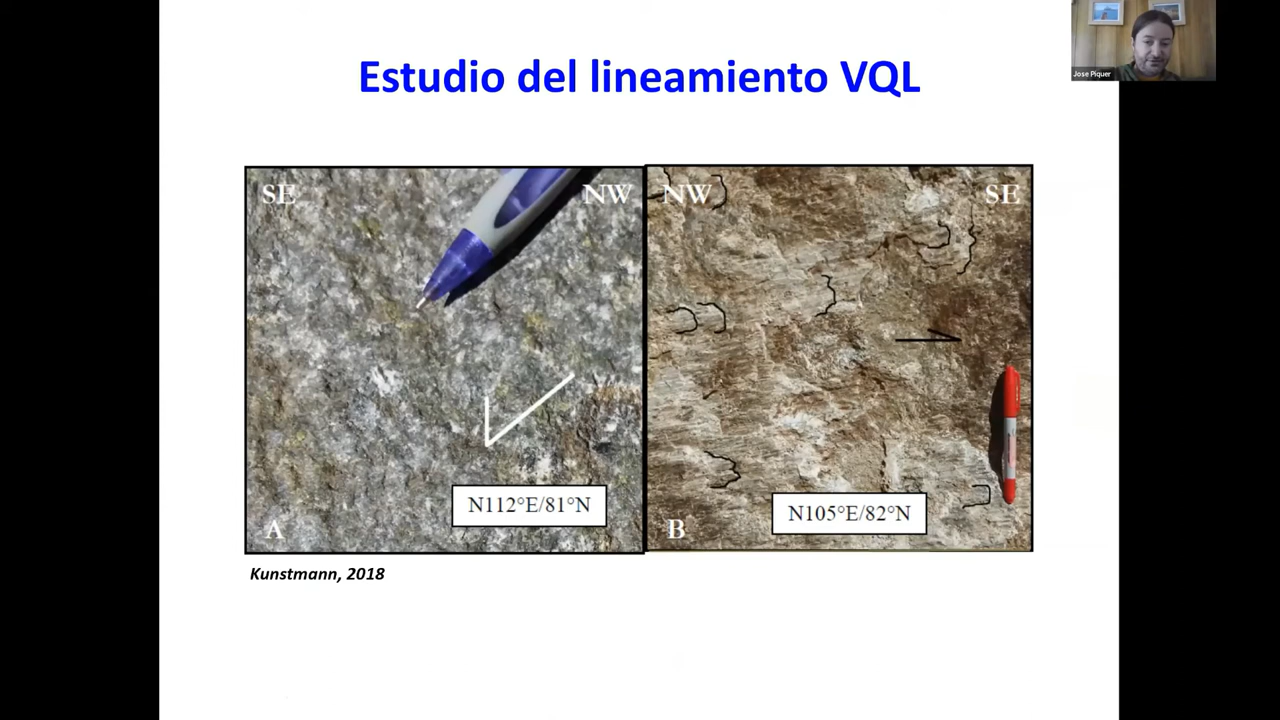 Jose Piquer
Estudio del lineamiento VQL
SE
NW
NW
SE
N112°E/81°N
N105°E/82°N
A
B
Kunstmann, 2018